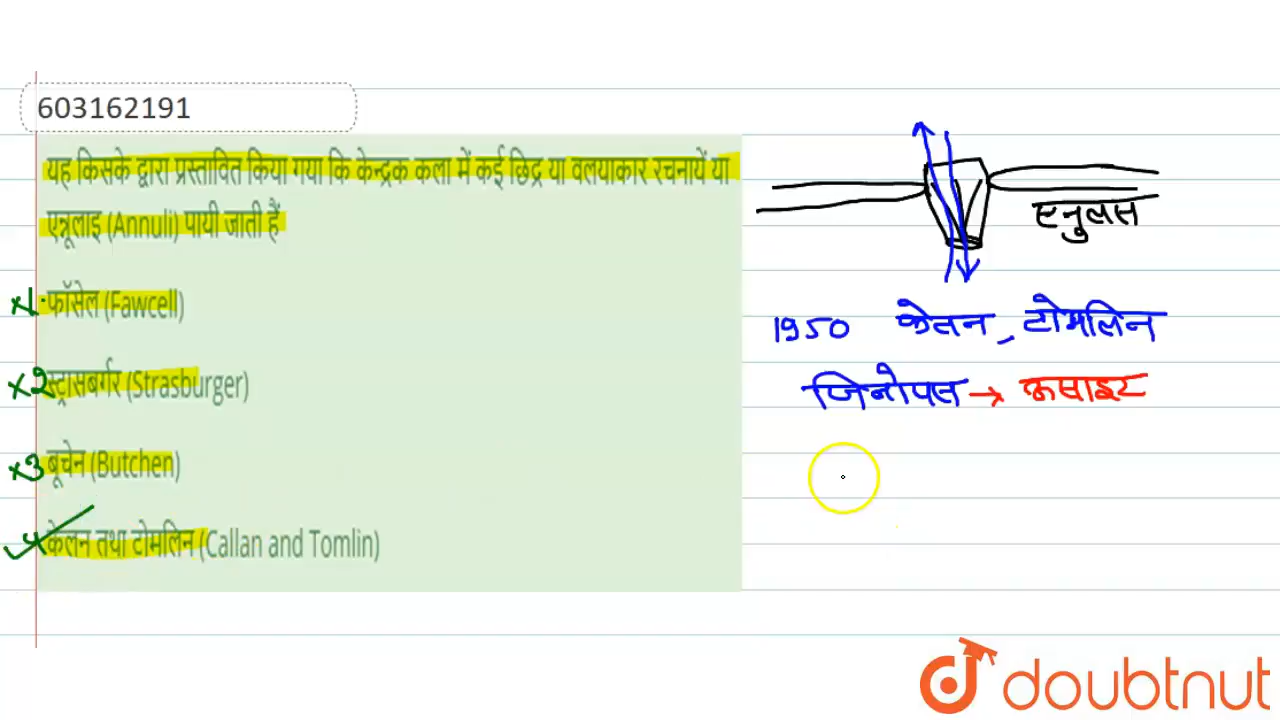 603162191
यह किसके द्वारा प्रस्तावित किया गया कि केन्द्रक कला में कई छिद्र या वलयाकार रचनायें या
एन्नूलाइ (Annuli) पायी जाती हैं
×1. फॉसेल (Fawcell)
×2 स्ट्रासबर्गर (Strasburger)
×3 बूचेन (Butchen)
4 केलन तथा टोमलिन (Callan and Tomlin)
एनुलस
1950 केलन, टोमलिन
जिनोपस → ऊसाइट
doubtnut